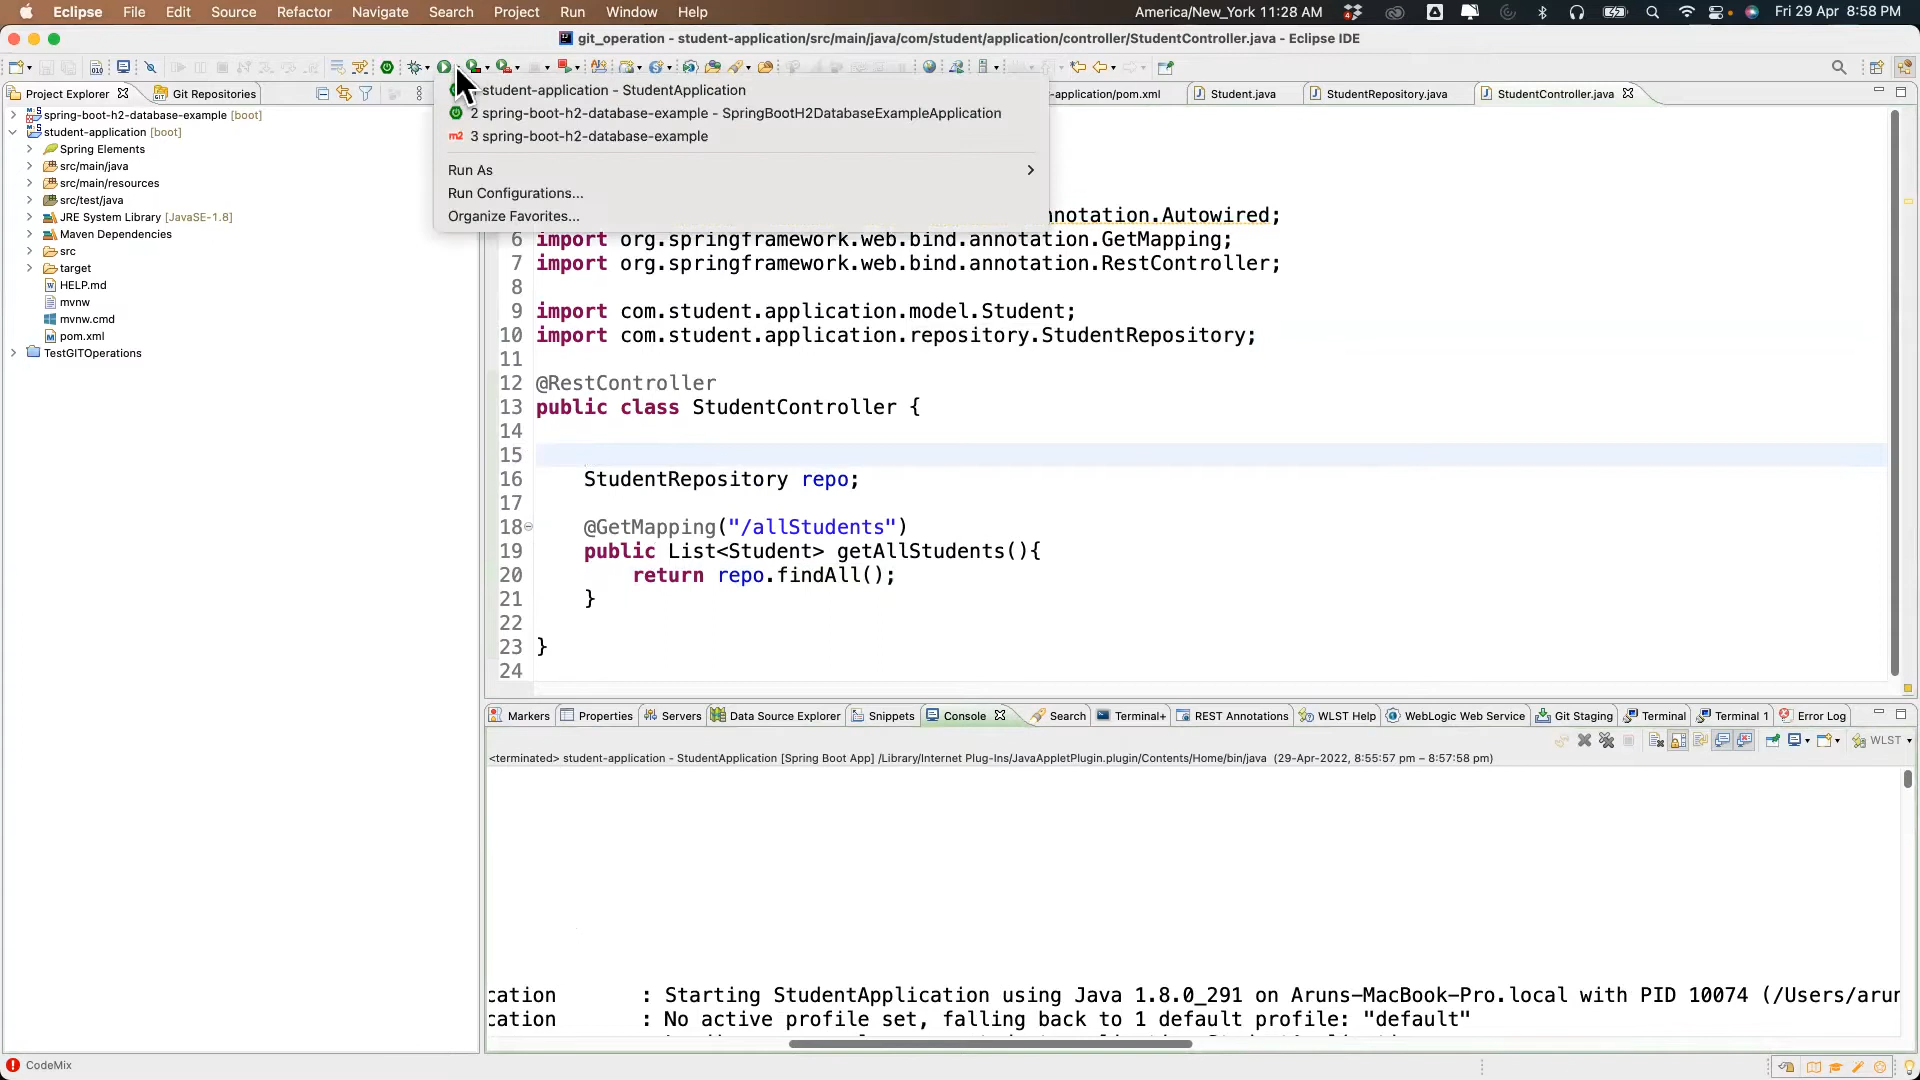 Eclipse File Edit Source Refactor Navigate Search Project Run Window Help America/New_York 11:28 AM Fri 29 Apr 8:58 PM
git_operation - student-application/src/main/java/com/student/application/controller/StudentController.java - Eclipse IDE
Project Explorer Git Repositories
-application/pom.xml Student.java StudentRepository.java StudentController.java
student-application - StudentApplication
2 spring-boot-h2-database-example - SpringBootH2DatabaseExampleApplication
m2 3 spring-boot-h2-database-example
Run As
Run Configurations...
Organize Favorites...
spring-boot-h2-database-example [boot]
student-application [boot]
Spring Elements
src/main/java
src/main/resources
src/test/java
JRE System Library [JavaSE-1.8]
Maven Dependencies
src
target
HELP.md
mvnw
mvnw.cmd
pom.xml
TestGITOperations
nnotation.Autowired;
6 import org.springframework.web.bind.annotation.GetMapping;
7 import org.springframework.web.bind.annotation.RestController;
8
9 import com.student.application.model.Student;
10 import com.student.application.repository.StudentRepository;
11
12 @RestController
13 public class StudentController {
14
15
16 StudentRepository repo;
17
18 @GetMapping("/allStudents")
19 public List<Student> getAllStudents(){
20 return repo.findAll();
21 }
22
23 }
24
Markers Properties Servers Data Source Explorer Snippets Console Search Terminal+ REST Annotations WLST Help WebLogic Web Service Git Staging Terminal Terminal 1 Error Log
WLST
<terminated> student-application - StudentApplication [Spring Boot App] /Library/Internet Plug-Ins/JavaAppletPlugin.plugin/Contents/Home/bin/java (29-Apr-2022, 8:55:57 pm – 8:57:58 pm)
cation : Starting StudentApplication using Java 1.8.0_291 on Aruns-MacBook-Pro.local with PID 10074 (/Users/arun
cation : No active profile set, falling back to 1 default profile: "default"
CodeMix